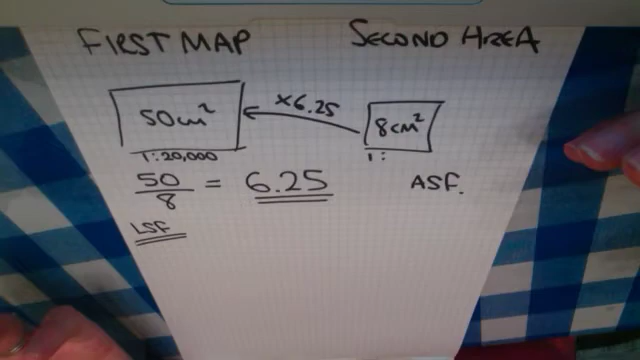 FIRST MAP
SECOND AREA
50cm²
×6.25
8cm²
1:20,000
1:
50/8 = 6.25
ASF.
LSF